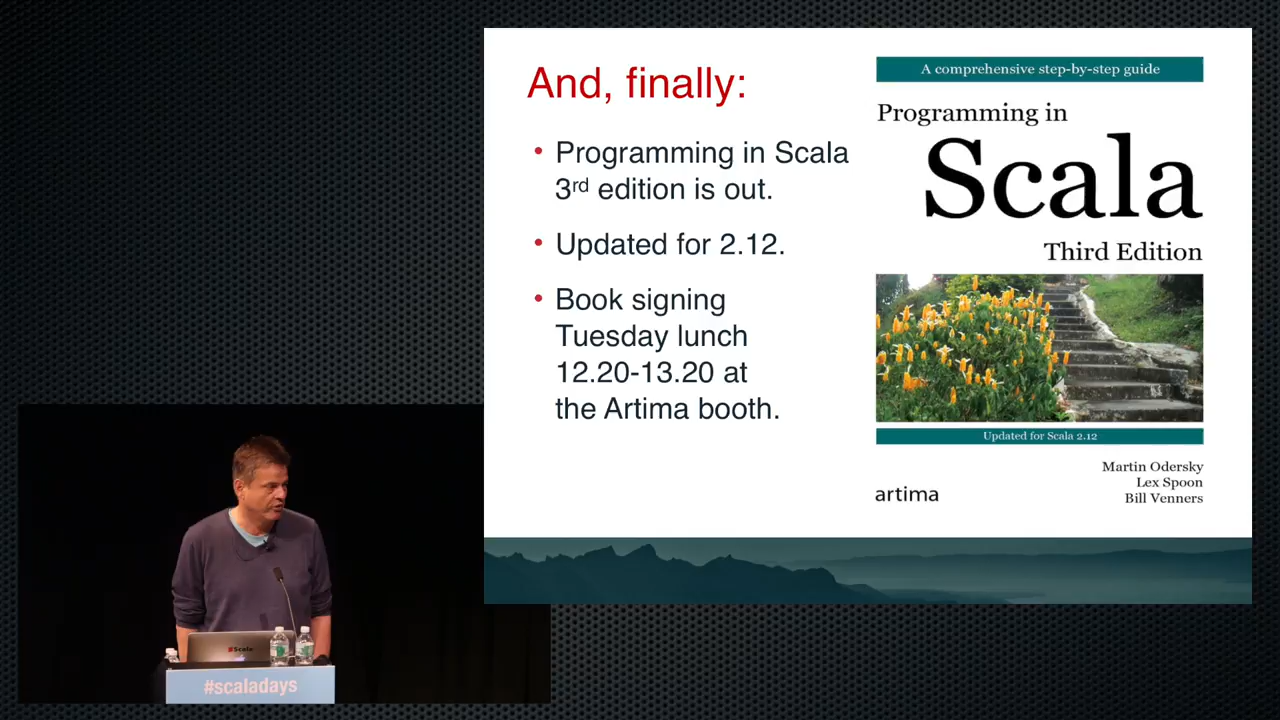 And, finally:
• Programming in Scala
3rd edition is out.
• Updated for 2.12.
• Book signing
Tuesday lunch
12.20-13.20 at
the Artima booth.
A comprehensive step-by-step guide
Programming in
Scala
Third Edition
Updated for Scala 2.12
Martin Odersky
Lex Spoon
Bill Venners
artima
Scala
#scaladays